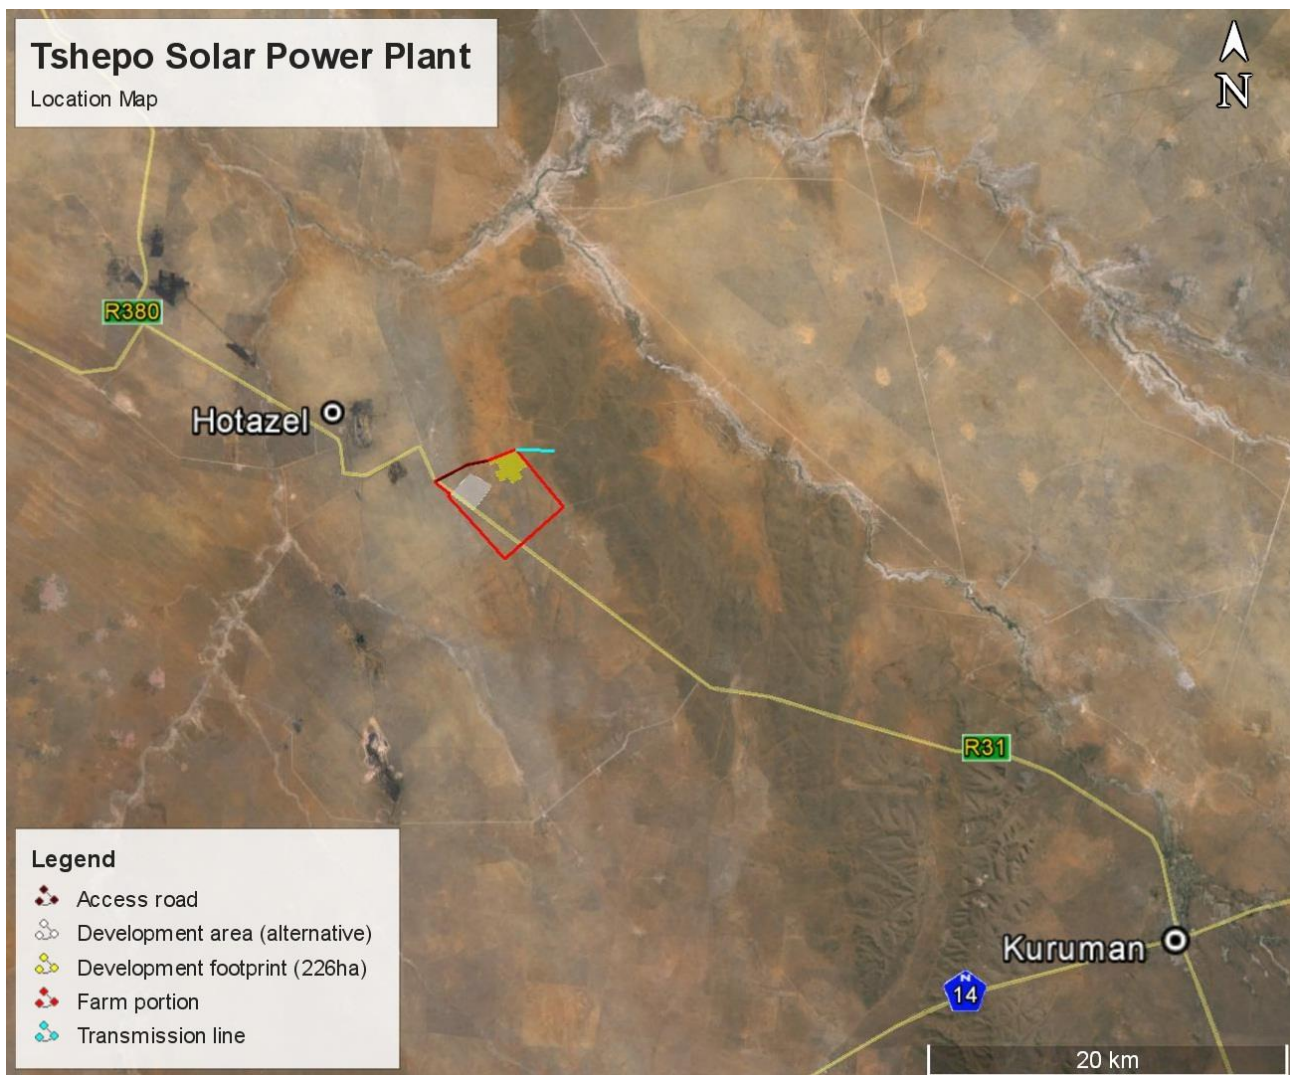 Tshepo Solar Power Plant
Location Map
N
R380
Hotazel
R31
Kuruman
N
14
Legend
Access road
Development area (alternative)
Development footprint (226ha)
Farm portion
Transmission line
20 km